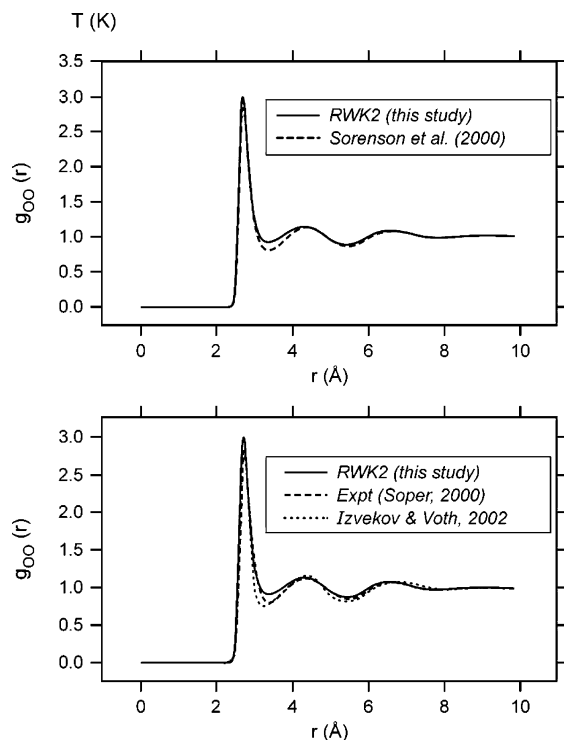 T (K)
3.5
3.0
2.5
2.0
1.5
1.0
0.5
0.0
gOO (r)
RWK2 (this study)
Sorenson et al. (2000)
0 2 4 6 8 10
r (Å)
3.0
2.5
2.0
1.5
1.0
0.5
0.0
gOO (r)
RWK2 (this study)
Expt (Soper, 2000)
Izvekov & Voth, 2002
0 2 4 6 8 10
r (Å)